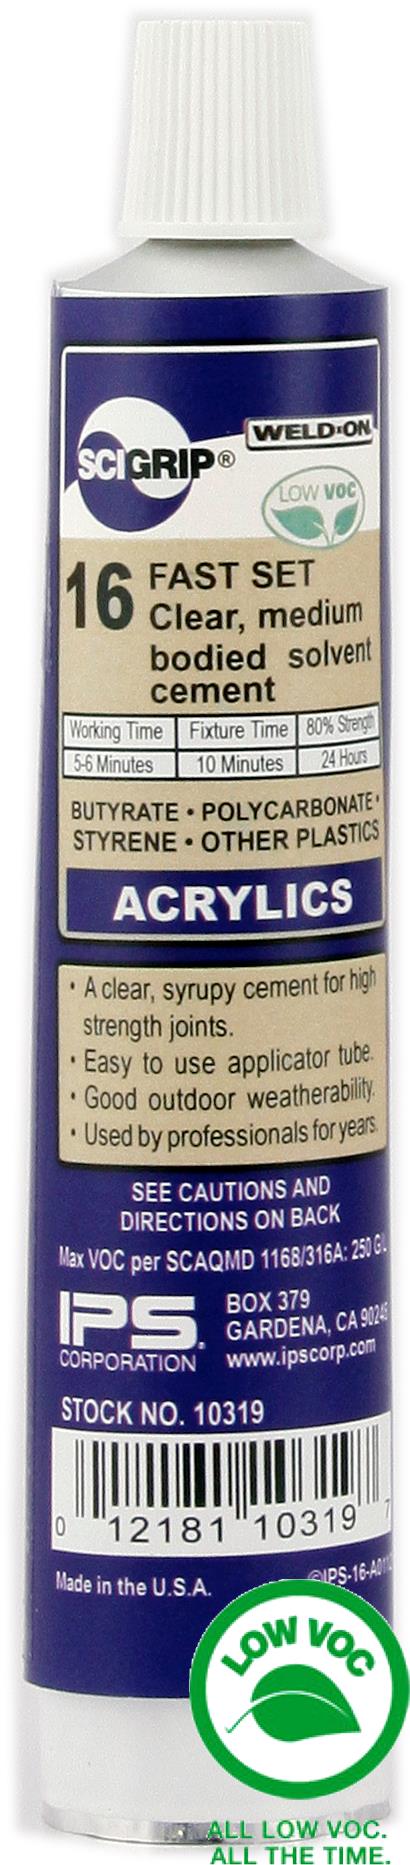 SCIGRIP®
WELD-ON
LOW VOC
16 FAST SET
Clear, medium
bodied solvent
cement
Working Time Fixture Time 80% Strength
5-6 Minutes 10 Minutes 24 Hours
BUTYRATE • POLYCARBONATE •
STYRENE • OTHER PLASTICS
ACRYLICS
• A clear, syrupy cement for high
strength joints.
• Easy to use applicator tube.
• Good outdoor weatherability.
• Used by professionals for years.
SEE CAUTIONS AND
DIRECTIONS ON BACK
Max VOC per SCAQMD 1168/316A: 250 G/L
IPS®
CORPORATION
BOX 379
GARDENA, CA 90248
www.ipscorp.com
STOCK NO. 10319
0 12181 10319 7
Made in the U.S.A.
LOW VOC
ALL LOW VOC.
ALL THE TIME.